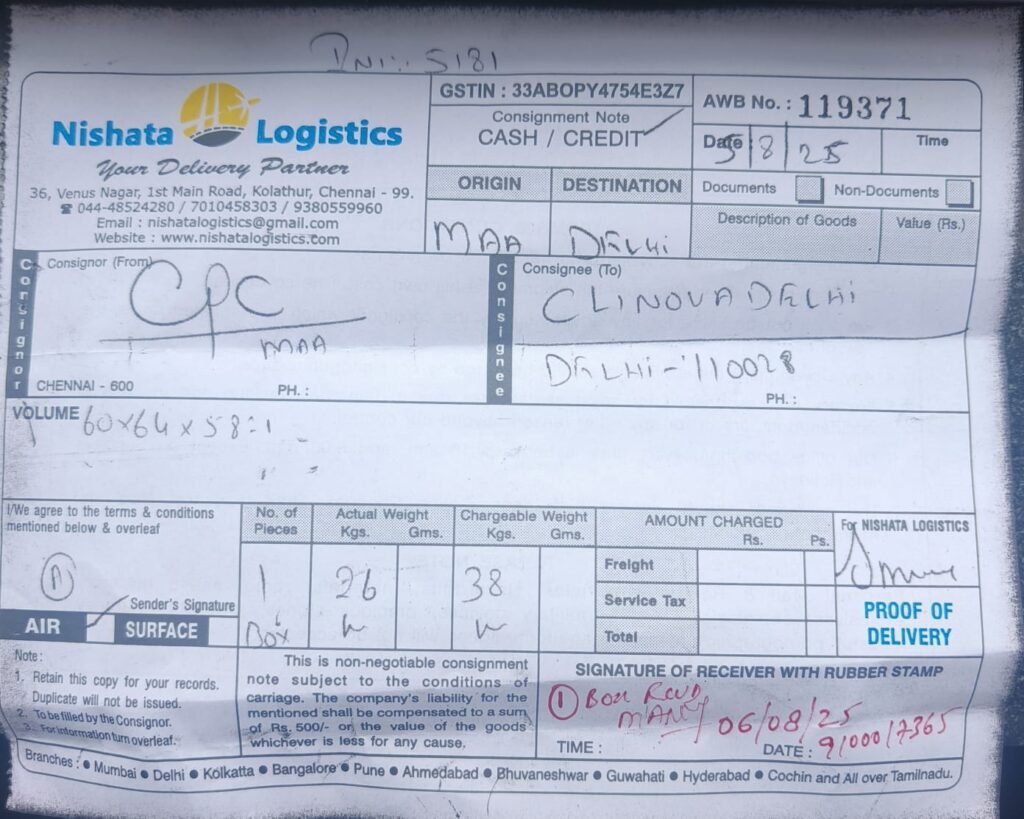 INV:. 5181
Nishata Logistics
Your Delivery Partner
36, Venus Nagar, 1st Main Road, Kolathur, Chennai - 99.
☎ 044-48524280 / 7010458303 / 9380559960
Email : nishatalogistics@gmail.com
Website : www.nishatalogistics.com
GSTIN : 33ABOPY4754E3Z7
Consignment Note
CASH / CREDIT
AWB No. : 119371
Date 5/8/25 Time
ORIGIN DESTINATION
MAA DELHI
Documents Non-Documents
Description of Goods Value (Rs.)
Consignor
Consignor (From)
CPC
MAA
CHENNAI - 600 PH. :
Consignee
Consignee (To)
CLINOVA DELHI
DELHI - 110028
PH. :
VOLUME 60x64x58=1
I/We agree to the terms & conditions
mentioned below & overleaf
Sender's Signature
AIR SURFACE
No. of Pieces Actual Weight Kgs. Gms. Chargeable Weight Kgs. Gms.
1 26 38
Box
AMOUNT CHARGED
Rs. Ps.
Freight
Service Tax
Total
For NISHATA LOGISTICS
PROOF OF
DELIVERY
Note :
1. Retain this copy for your records.
Duplicate will not be issued.
2. To be filled by the Consignor.
3. For information turn overleaf.
This is non-negotiable consignment
note subject to the conditions of
carriage. The company's liability for the
mentioned shall be compensated to a sum
of Rs. 500/- on the value of the goods
whichever is less for any cause.
SIGNATURE OF RECEIVER WITH RUBBER STAMP
1 Box Rcvd
06/08/25
TIME : DATE :
Branches : ● Mumbai ● Delhi ● Kolkatta ● Bangalore ● Pune ● Ahmedabad ● Bhuvaneshwar ● Guwahati ● Hyderabad ● Cochin and All over Tamilnadu.